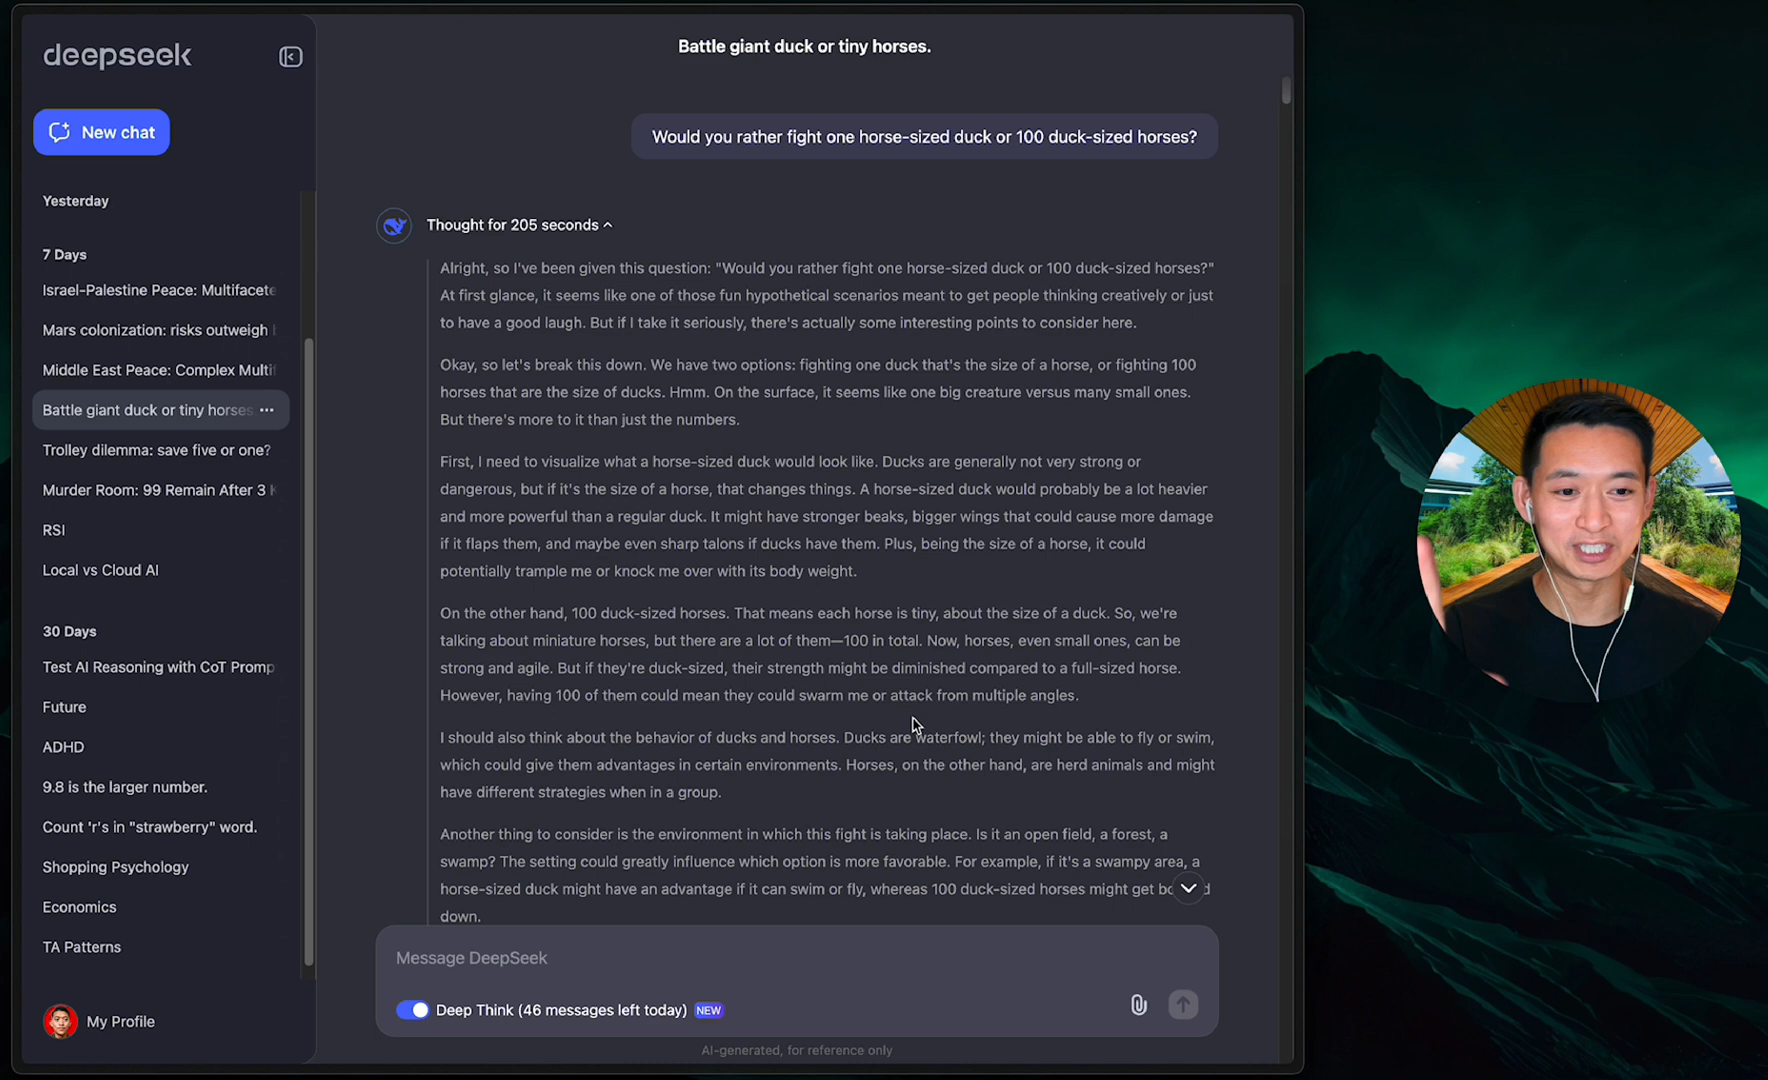 deepseek
New chat
Yesterday
7 Days
Israel-Palestine Peace: Multifacete
Mars colonization: risks outweigh
Middle East Peace: Complex Multi
Battle giant duck or tiny horses
Trolley dilemma: save five or one?
Murder Room: 99 Remain After 3
RSI
Local vs Cloud AI
30 Days
Test AI Reasoning with CoT Promp
Future
ADHD
9.8 is the larger number.
Count 'r's in "strawberry" word.
Shopping Psychology
Economics
TA Patterns
My Profile
Battle giant duck or tiny horses.
Would you rather fight one horse-sized duck or 100 duck-sized horses?
Thought for 205 seconds
Alright, so I've been given this question: "Would you rather fight one horse-sized duck or 100 duck-sized horses?"
At first glance, it seems like one of those fun hypothetical scenarios meant to get people thinking creatively or just
to have a good laugh. But if I take it seriously, there's actually some interesting points to consider here.
Okay, so let's break this down. We have two options: fighting one duck that's the size of a horse, or fighting 100
horses that are the size of ducks. Hmm. On the surface, it seems like one big creature versus many small ones.
But there's more to it than just the numbers.
First, I need to visualize what a horse-sized duck would look like. Ducks are generally not very strong or
dangerous, but if it's the size of a horse, that changes things. A horse-sized duck would probably be a lot heavier
and more powerful than a regular duck. It might have stronger beaks, bigger wings that could cause more damage
if it flaps them, and maybe even sharp talons if ducks have them. Plus, being the size of a horse, it could
potentially trample me or knock me over with its body weight.
On the other hand, 100 duck-sized horses. That means each horse is tiny, about the size of a duck. So, we're
talking about miniature horses, but there are a lot of them—100 in total. Now, horses, even small ones, can be
strong and agile. But if they're duck-sized, their strength might be diminished compared to a full-sized horse.
However, having 100 of them could mean they could swarm me or attack from multiple angles.
I should also think about the behavior of ducks and horses. Ducks are waterfowl; they might be able to fly or swim,
which could give them advantages in certain environments. Horses, on the other hand, are herd animals and might
have different strategies when in a group.
Another thing to consider is the environment in which this fight is taking place. Is it an open field, a forest, a
swamp? The setting could greatly influence which option is more favorable. For example, if it's a swampy area, a
horse-sized duck might have an advantage if it can swim or fly, whereas 100 duck-sized horses might get
down.
Message DeepSeek
Deep Think (46 messages left today) NEW
AI-generated, for reference only